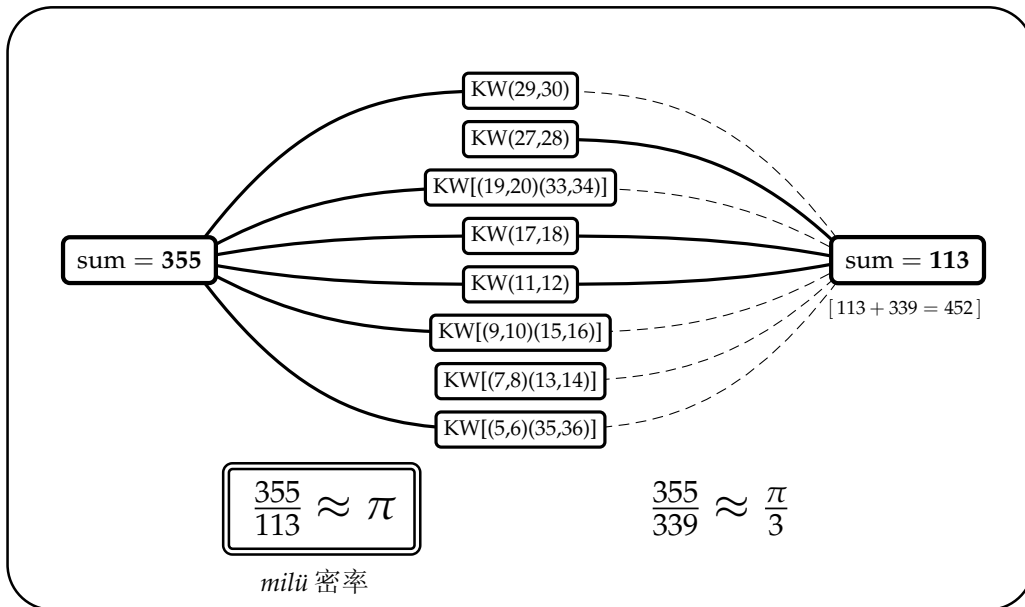 KW(29,30)
KW(27,28)
KW[(19,20)(33,34)]
KW(17,18)
sum = 355
sum = 113
KW(11,12)
[113 + 339 = 452]
KW[(9,10)(15,16)]
KW[(7,8)(13,14)]
KW[(5,6)(35,36)]
355/113 ≈ π
355/339 ≈ π/3
milü 密率